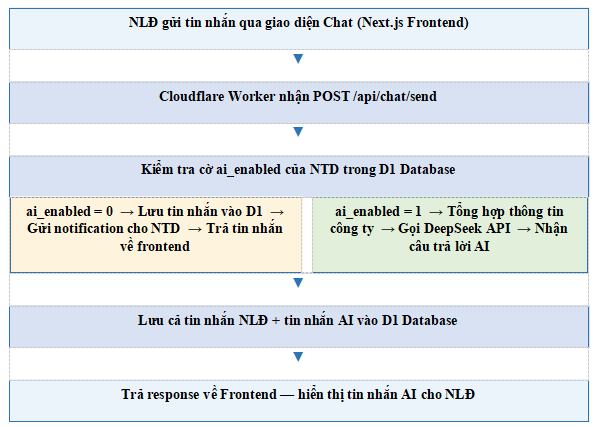 NLĐ gửi tin nhắn qua giao diện Chat (Next.js Frontend)
Cloudflare Worker nhận POST /api/chat/send
Kiểm tra cờ ai_enabled của NTD trong D1 Database
ai_enabled = 0 → Lưu tin nhắn vào D1 →
Gửi notification cho NTD → Trả tin nhắn
về frontend
ai_enabled = 1 → Tổng hợp thông tin
công ty → Gọi DeepSeek API → Nhận
câu trả lời AI
Lưu cả tin nhắn NLĐ + tin nhắn AI vào D1 Database
Trả response về Frontend — hiển thị tin nhắn AI cho NLĐ